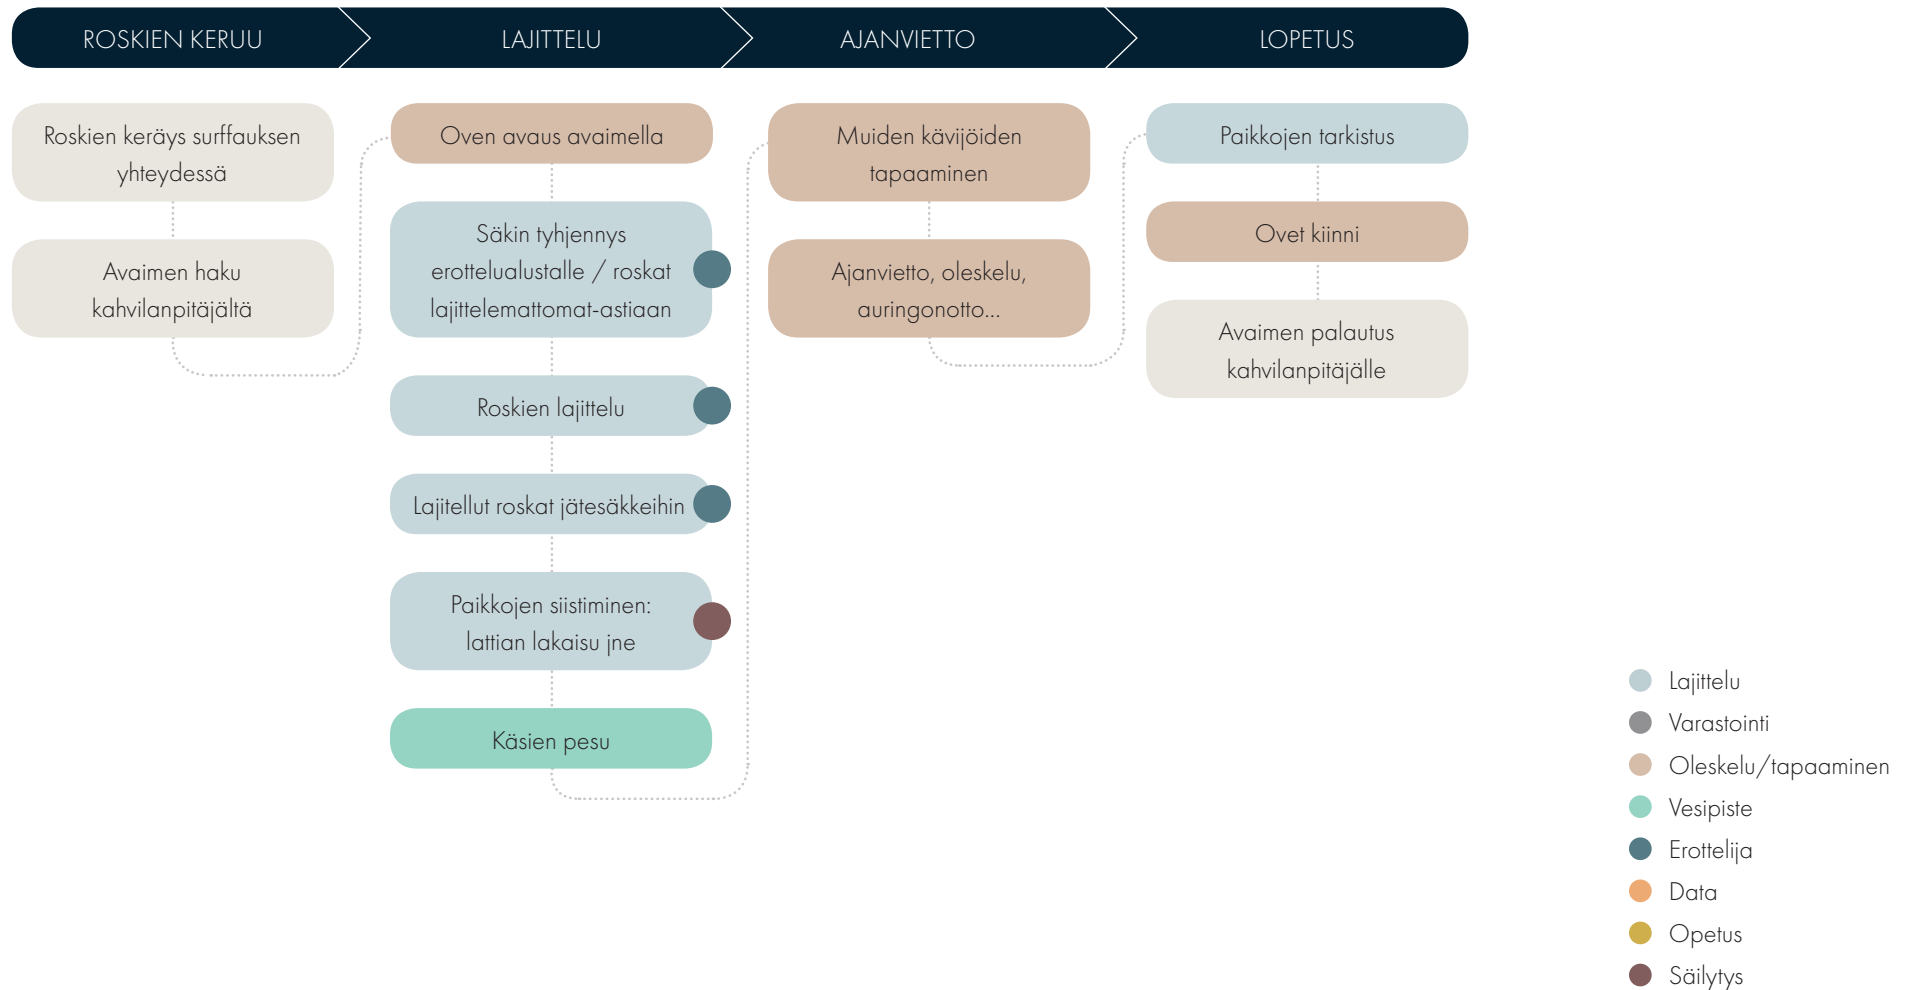 ROSKIEN KERUU
LAJITTELU
AJANVIETTO
LOPETUS
Roskien keräys surffauksen
yhteydessä
Avaimen haku
kahvilanpitäjältä
Oven avaus avaimella
Säkin tyhjennys
erottelualustalle / roskat
lajittelemattomat-astiaan
Roskien lajittelu
Lajitellut roskat jätesäkkeihin
Paikkojen siistiminen:
lattian lakaisu jne
Käsien pesu
Muiden kävijöiden
tapaaminen
Ajanvietto, oleskelu,
auringonotto...
Paikkojen tarkistus
Ovet kiinni
Avaimen palautus
kahvilanpitäjälle
Lajittelu
Varastointi
Oleskelu/tapaaminen
Vesipiste
Erottelija
Data
Opetus
Säilytys